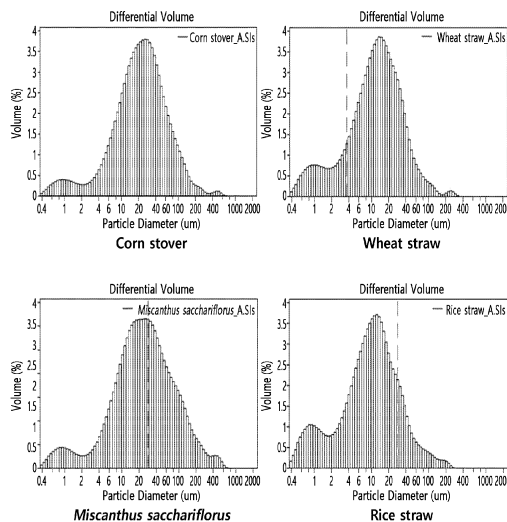 Differential Volume
Corn stover_A.Sls
Volume (%)
4
3.5
3
2.5
2
1.5
1
0.5
0
0.4 1 2 4 6 10 20 40 60 100 200 400 1000 2000
Particle Diameter (um)
Corn stover
Differential Volume
Wheat straw_A.Sls
Volume (%)
4
3.5
3
2.5
2
1.5
1
0.5
0
0.4 1 2 4 6 10 20 40 60 100 200 400 1000 2000
Particle Diameter (um)
Wheat straw
Differential Volume
Miscanthus sacchariflorus_A.Sls
Volume (%)
4
3.5
3
2.5
2
1.5
1
0.5
0
0.4 1 2 4 6 10 20 40 60 100 200 400 1000 2000
Particle Diameter (um)
Miscanthus sacchariflorus
Differential Volume
Rice straw_A.Sls
Volume (%)
4
3.5
3
2.5
2
1.5
1
0.5
0
0.4 1 2 4 6 10 20 40 60 100 200 400 1000 2000
Particle Diameter (um)
Rice straw